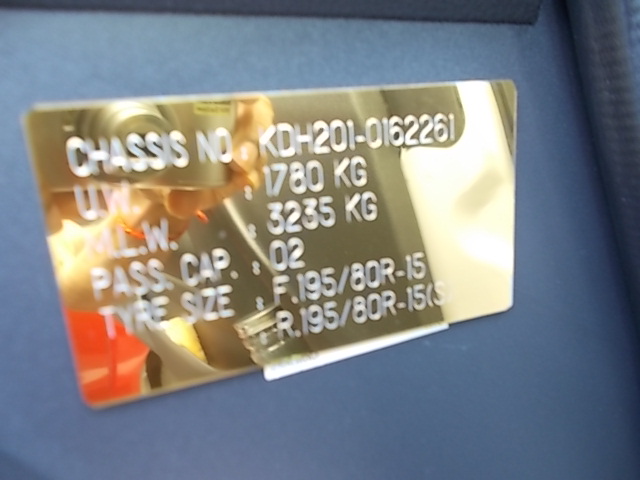 CHASSIS NO. : KDH201-0162261
U.W. : 1780 KG
M.L.W. : 3235 KG
PASS. CAP. : 02
TYRE SIZE : F.195/80R-15
: R.195/80R-15(S)